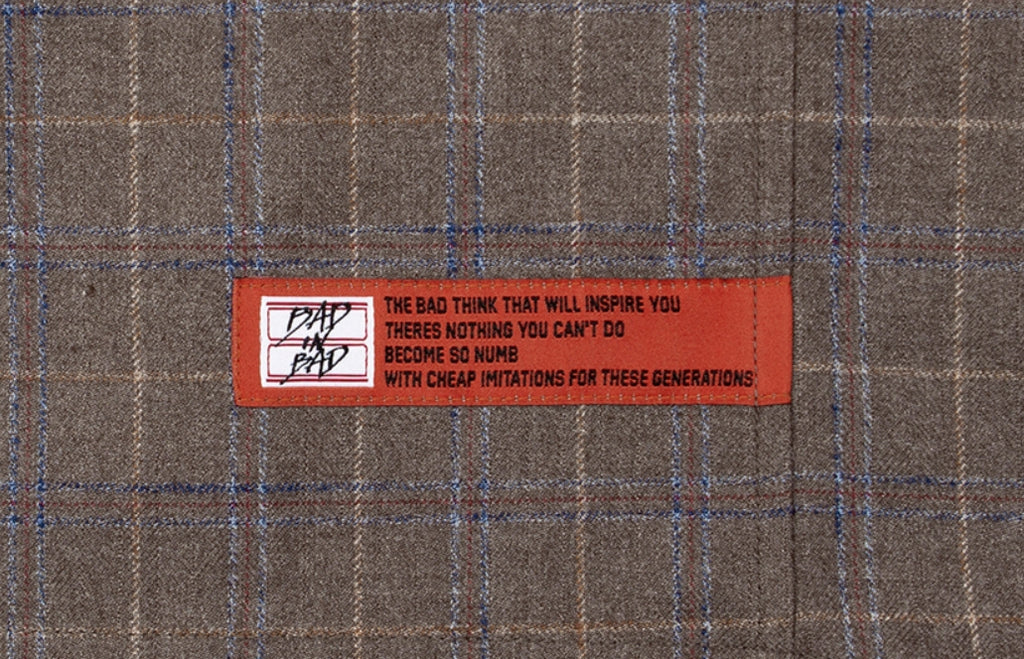 BAD
IN
BAD
THE BAD THINK THAT WILL INSPIRE YOU
THERES NOTHING YOU CAN'T DO
BECOME SO NUMB
WITH CHEAP IMITATIONS FOR THESE GENERATIONS